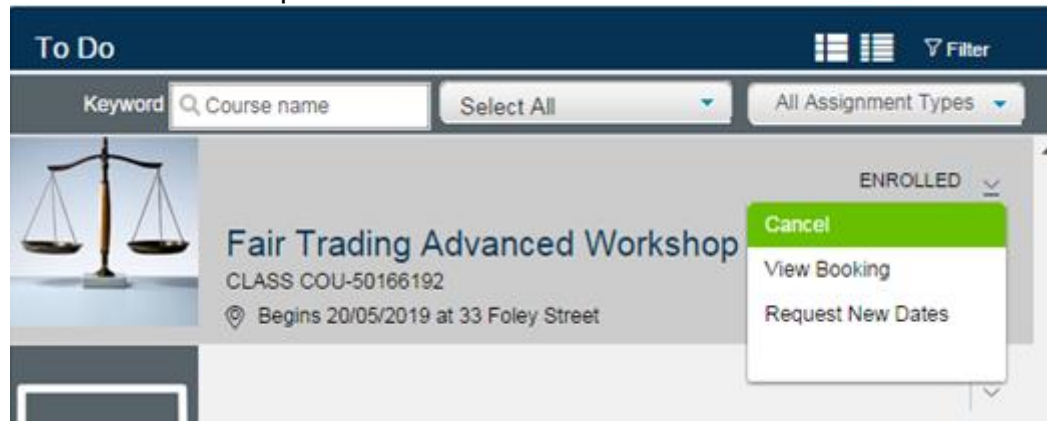 To Do
Filter
Keyword
Course name
Select All
All Assignment Types
ENROLLED
Cancel
Fair Trading Advanced Workshop
View Booking
CLASS COU-50166192
Request New Dates
Begins 20/05/2019 at 33 Foley Street